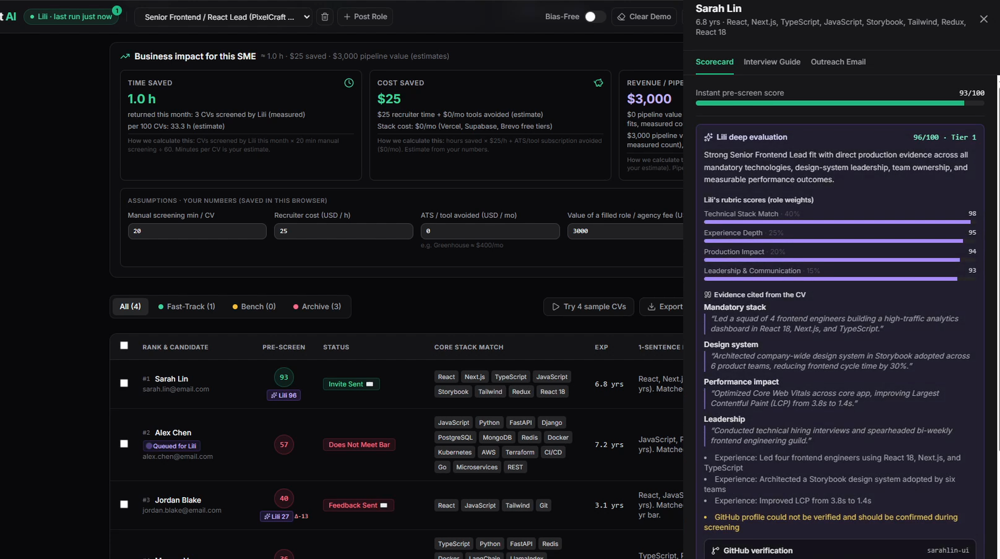 t AI
Lili · last run just now
1
Senior Frontend / React Lead (PixelCraft ...
Post Role
Bias-Free
Clear Demo
Business impact for this SME
≈ 1.0 h · $25 saved · $3,000 pipeline value (estimates)
TIME SAVED
1.0 h
returned this month: 3 CVs screened by Lili (measured)
per 100 CVs: 33.3 h (estimate)
How we calculate this: CVs screened by Lili this month × 20 min manual
screening ÷ 60. Minutes per CV is your estimate.
COST SAVED
$25
$25 recruiter time + $0/mo tools avoided (estimate)
Stack cost: $0/mo (Vercel, Supabase, Brevo free tiers)
How we calculate this: hours saved × $25/h + ATS/tool subscription avoided
($0/mo). Estimate from your numbers.
REVENUE / PIPE
$3,000
$0 pipeline value
fits, measured co
$3,000 pipeline v
measured count),
How we calculate t
your estimate). Pipe
ASSUMPTIONS · YOUR NUMBERS (SAVED IN THIS BROWSER)
Manual screening min / CV
20
Recruiter cost (USD / h)
25
ATS / tool avoided (USD / mo)
0
e.g. Greenhouse ≈ $400/mo
Value of a filled role / agency fee (U
3000
All (4)
Fast-Track (1)
Bench (0)
Archive (3)
Try 4 sample CVs
Export
RANK & CANDIDATE
PRE-SCREEN
STATUS
CORE STACK MATCH
EXP
1-SENTENCE
#1 Sarah Lin
sarah.lin@email.com
93
Lili 96
Invite Sent
React Next.js TypeScript JavaScript
Storybook Tailwind Redux React 18
6.8 yrs
React, Next.j
yrs). Matche
#2 Alex Chen
Queued for Lili
alex.chen@email.com
57
Does Not Meet Bar
JavaScript Python FastAPI Django
PostgreSQL MongoDB Redis Docker
Kubernetes AWS Terraform CI/CD
Go Microservices REST
7.2 yrs
JavaScript, F
yrs). Matche
#3 Jordan Blake
jordan.blake@email.com
40
Lili 27 Δ-13
Feedback Sent
React JavaScript Tailwind Git
3.1 yrs
React, JavaS
yrs). Matche
yr bar.
TypeScript Python FastAPI Redis
TypeScript, F
Sarah Lin
6.8 yrs · React, Next.js, TypeScript, JavaScript, Storybook, Tailwind, Redux,
React 18
Scorecard
Interview Guide
Outreach Email
Instant pre-screen score
93/100
Lili deep evaluation
96/100 · Tier 1
Strong Senior Frontend Lead fit with direct production evidence across all
mandatory technologies, design-system leadership, team ownership, and
measurable performance outcomes.
Lili's rubric scores (role weights)
Technical Stack Match · 40%
98
Experience Depth · 25%
95
Production Impact · 20%
94
Leadership & Communication · 15%
93
Evidence cited from the CV
Mandatory stack
“Led a squad of 4 frontend engineers building a high-traffic analytics
dashboard in React 18, Next.js, and TypeScript.”
Design system
“Architected company-wide design system in Storybook adopted across
6 product teams, reducing frontend cycle time by 30%.”
Performance impact
“Optimized Core Web Vitals across core app, improving Largest
Contentful Paint (LCP) from 3.8s to 1.4s.”
Leadership
“Conducted technical hiring interviews and spearheaded bi-weekly
frontend engineering guild.”
• Experience: Led four frontend engineers using React 18, Next.js, and
TypeScript
• Experience: Architected a Storybook design system adopted by six
teams
• Experience: Improved LCP from 3.8s to 1.4s
• GitHub profile could not be verified and should be confirmed during
screening
GitHub verification
sarahlin-ui